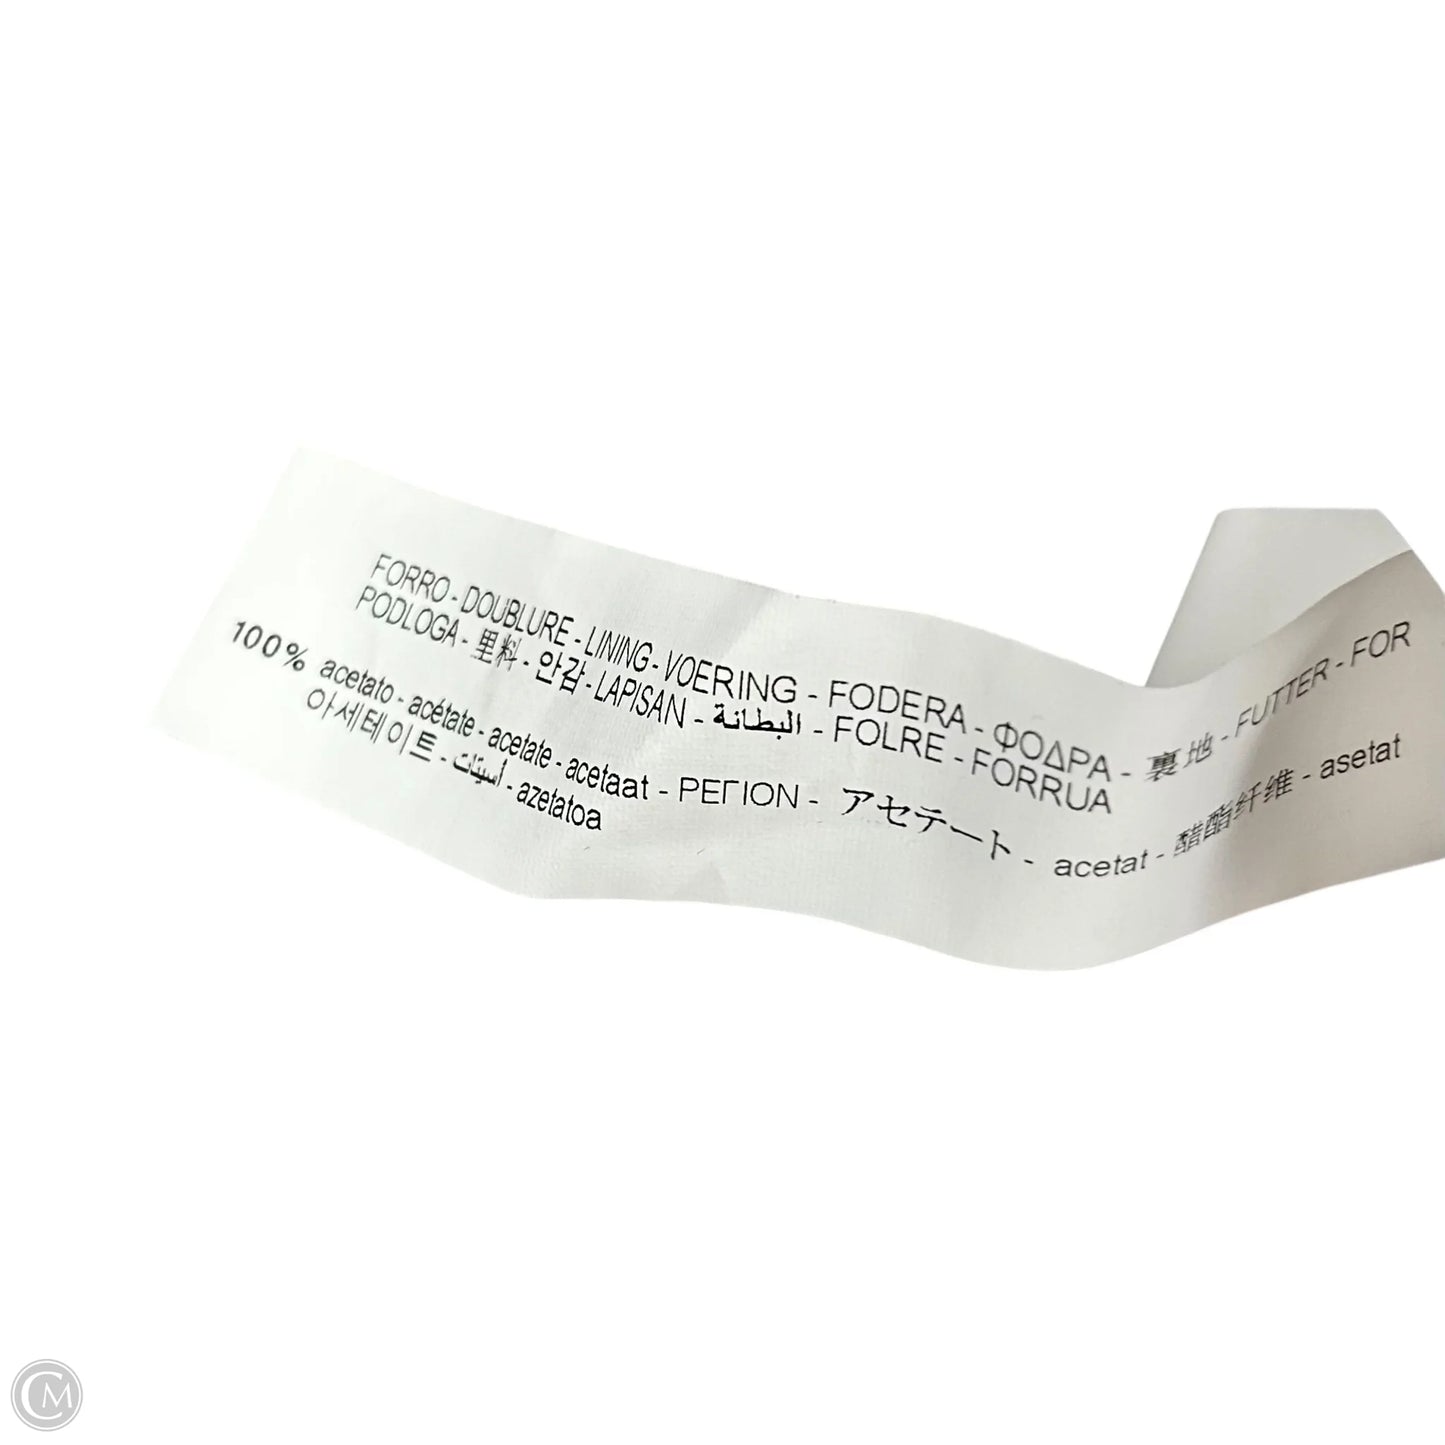 FORRO - DOUBLURE - LINING - VOERING - FODERA - ΦΟΔΡΑ - 裏地 - FUTTER - FOR
PODLOGA - 里料 - 안감 - LAPISAN - البطانة - FOLRE - FORRUA
100% acetato - acétate - acetate - acetaat - ΡΕΓΙΟΝ - アセテート - acetat - 醋酯纤维 - asetat
아세테이트 - أسيتات - azetatoa
CM